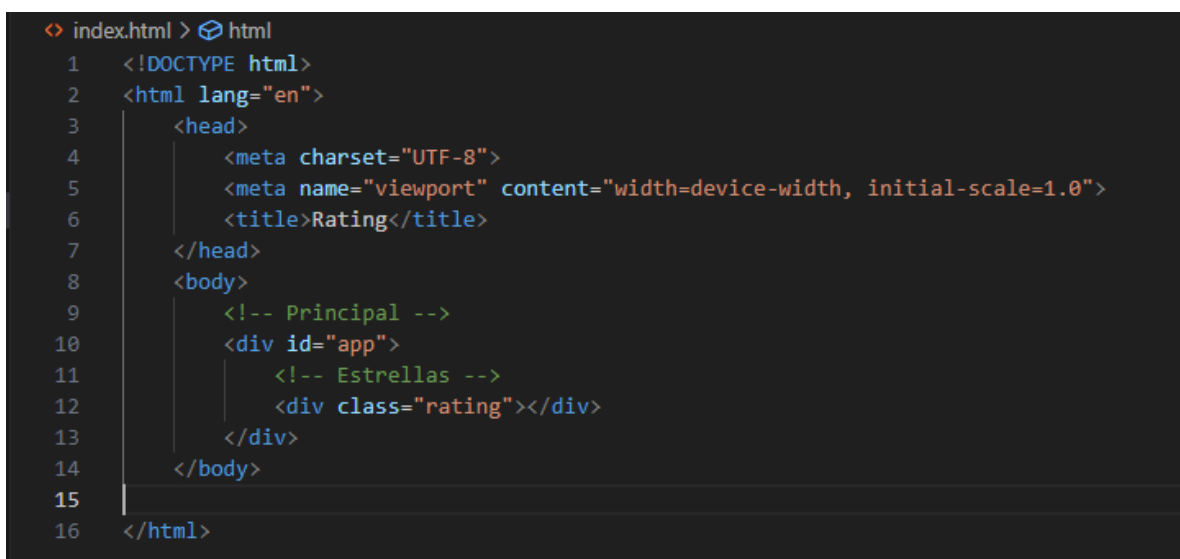 index.html > html
1 <!DOCTYPE html>
2 <html lang="en">
3 <head>
4 <meta charset="UTF-8">
5 <meta name="viewport" content="width=device-width, initial-scale=1.0">
6 <title>Rating</title>
7 </head>
8 <body>
9 <!-- Principal -->
10 <div id="app">
11 <!-- Estrellas -->
12 <div class="rating"></div>
13 </div>
14 </body>
15
16 </html>